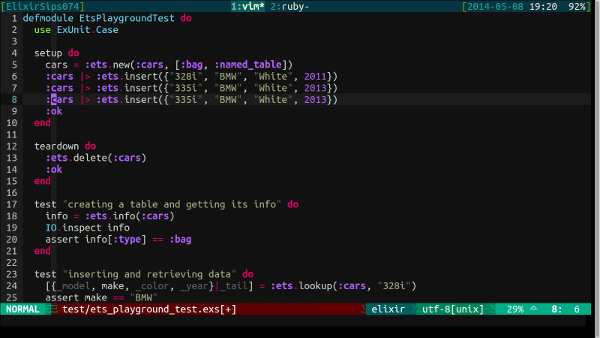 [ElixirSips074] 1:vim* 2:ruby- [2014-05-08 19:20 92%]
1 defmodule EtsPlaygroundTest do
2 use ExUnit.Case
3
4 setup do
5 cars = :ets.new(:cars, [:bag, :named_table])
6 :cars |> :ets.insert({"328i", "BMW", "White", 2011})
7 :cars |> :ets.insert({"335i", "BMW", "White", 2013})
8 :cars |> :ets.insert({"335i", "BMW", "White", 2013})
9 :ok
10 end
11
12 teardown do
13 :ets.delete(:cars)
14 :ok
15 end
16
17 test "creating a table and getting its info" do
18 info = :ets.info(:cars)
19 IO.inspect info
20 assert info[:type] == :bag
21 end
22
23 test "inserting and retrieving data" do
24 [{_model, make, _color, _year}|_tail] = :ets.lookup(:cars, "328i")
25 assert make == "BMW"
NORMAL test/ets_playground_test.exs[+] elixir utf-8[unix] 29% 8: 6